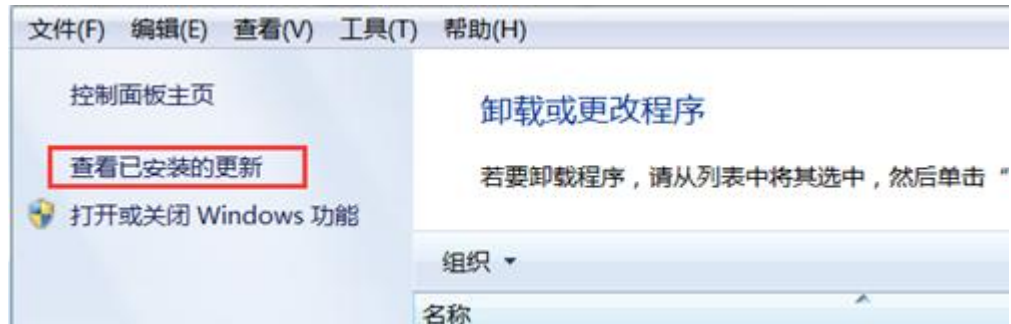 文件(F) 编辑(E) 查看(V) 工具(T) 帮助(H)
控制面板主页
卸载或更改程序
查看已安装的更新
若要卸载程序，请从列表中将其选中，然后单击“
打开或关闭 Windows 功能
组织
名称